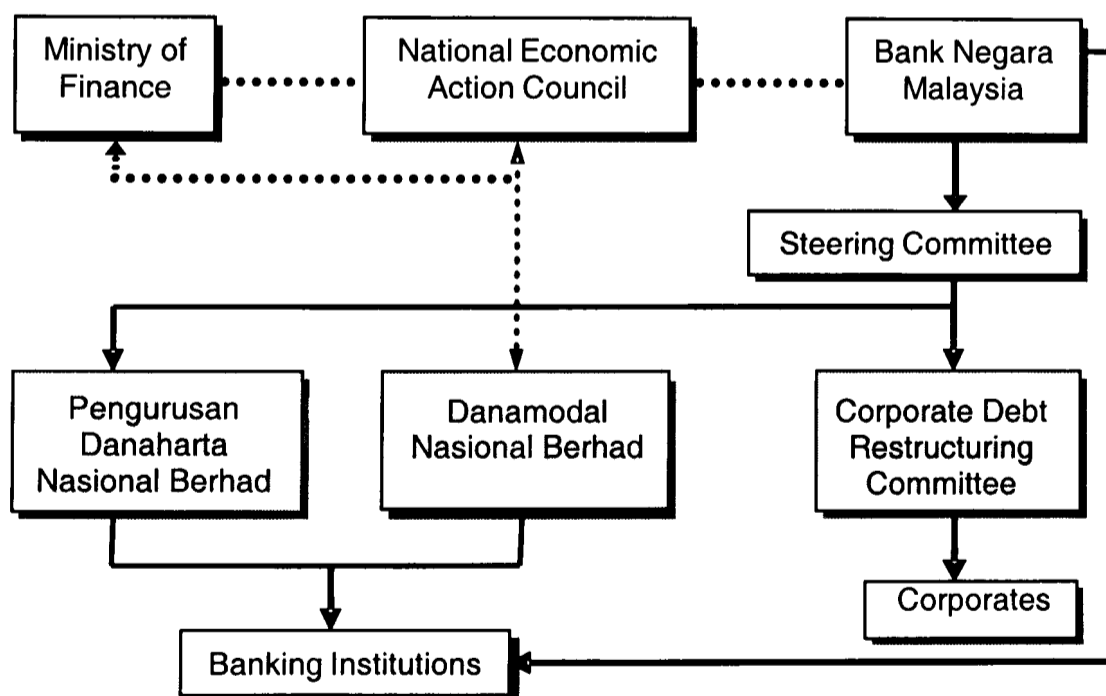 Ministry of
Finance
National Economic
Action Council
Bank Negara
Malaysia
Steering Committee
Pengurusan
Danaharta
Nasional Berhad
Danamodal
Nasional Berhad
Corporate Debt
Restructuring
Committee
Corporates
Banking Institutions